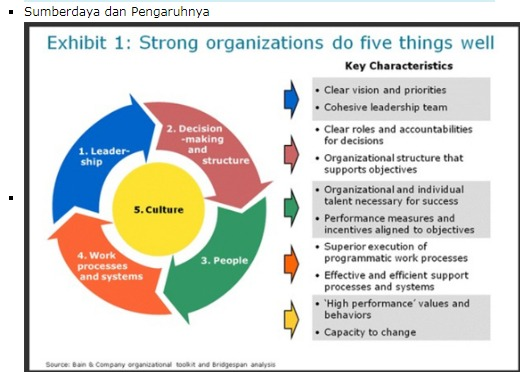 Sumberdaya dan Pengaruhnya
Exhibit 1: Strong organizations do five things well
Key Characteristics
1. Leader-
ship
2. Decision
-making
and
structure
3. People
4. Work
processes
and systems
5. Culture
• Clear vision and priorities
• Cohesive leadership team
• Clear roles and accountabilities
for decisions
• Organizational structure that
supports objectives
• Organizational and individual
talent necessary for success
• Performance measures and
incentives aligned to objectives
• Superior execution of
programmatic work processes
• Effective and efficient support
processes and systems
• 'High performance' values and
behaviors
• Capacity to change
Source: Bain & Company organizational toolkit and Bridgespan analysis